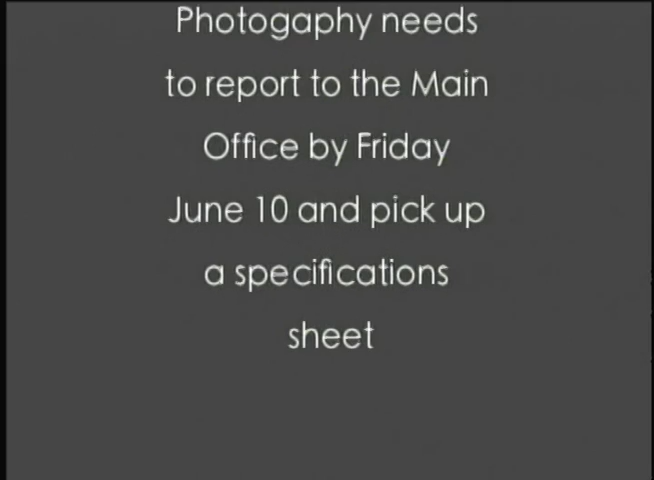 Photogaphy needs
to report to the Main
Office by Friday
June 10 and pick up
a specifications
sheet